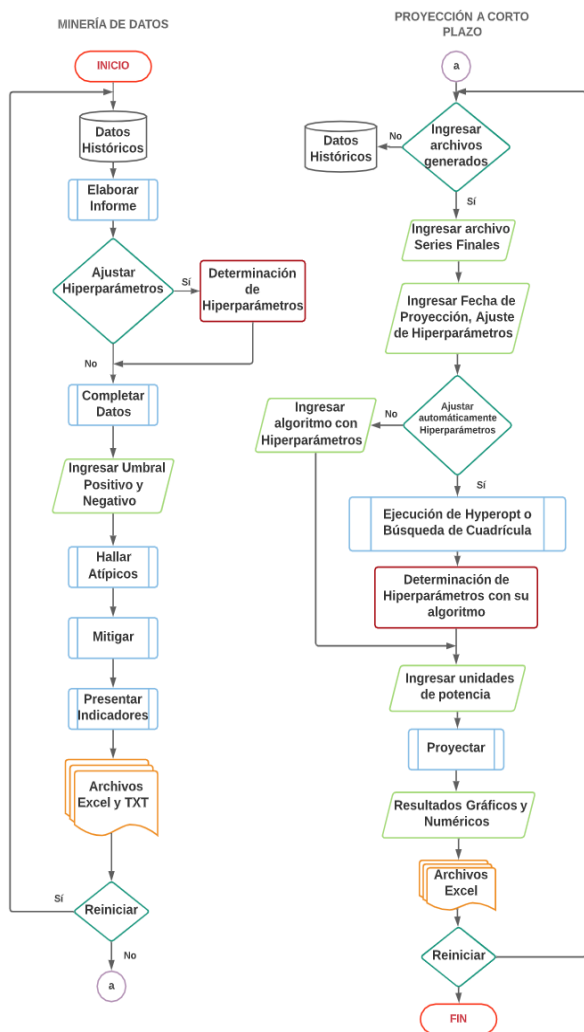 MINERÍA DE DATOS
INICIO
Datos
Históricos
Elaborar
Informe
Ajustar
Hiperparámetros
Sí
Determinación
de
Hiperparámetros
No
Completar
Datos
Ingresar Umbral
Positivo y
Negativo
Hallar
Atípicos
Mitigar
Presentar
Indicadores
Archivos
Excel y TXT
Sí
Reiniciar
No
a
PROYECCIÓN A CORTO
PLAZO
a
Ingresar
archivos
generados
No
Datos
Históricos
Sí
Ingresar archivo
Series Finales
Ingresar Fecha de
Proyección, Ajuste
de Hiperparámetros
Ajustar
automáticamente
Hiperparámetros
No
Ingresar
algoritmo con
Hiperparámetros
Sí
Ejecución de Hyperopt o
Búsqueda de Cuadrícula
Determinación de
Hiperparámetros con su
algoritmo
Ingresar unidades
de potencia
Proyectar
Resultados Gráficos y
Numéricos
Archivos
Excel
Reiniciar
FIN